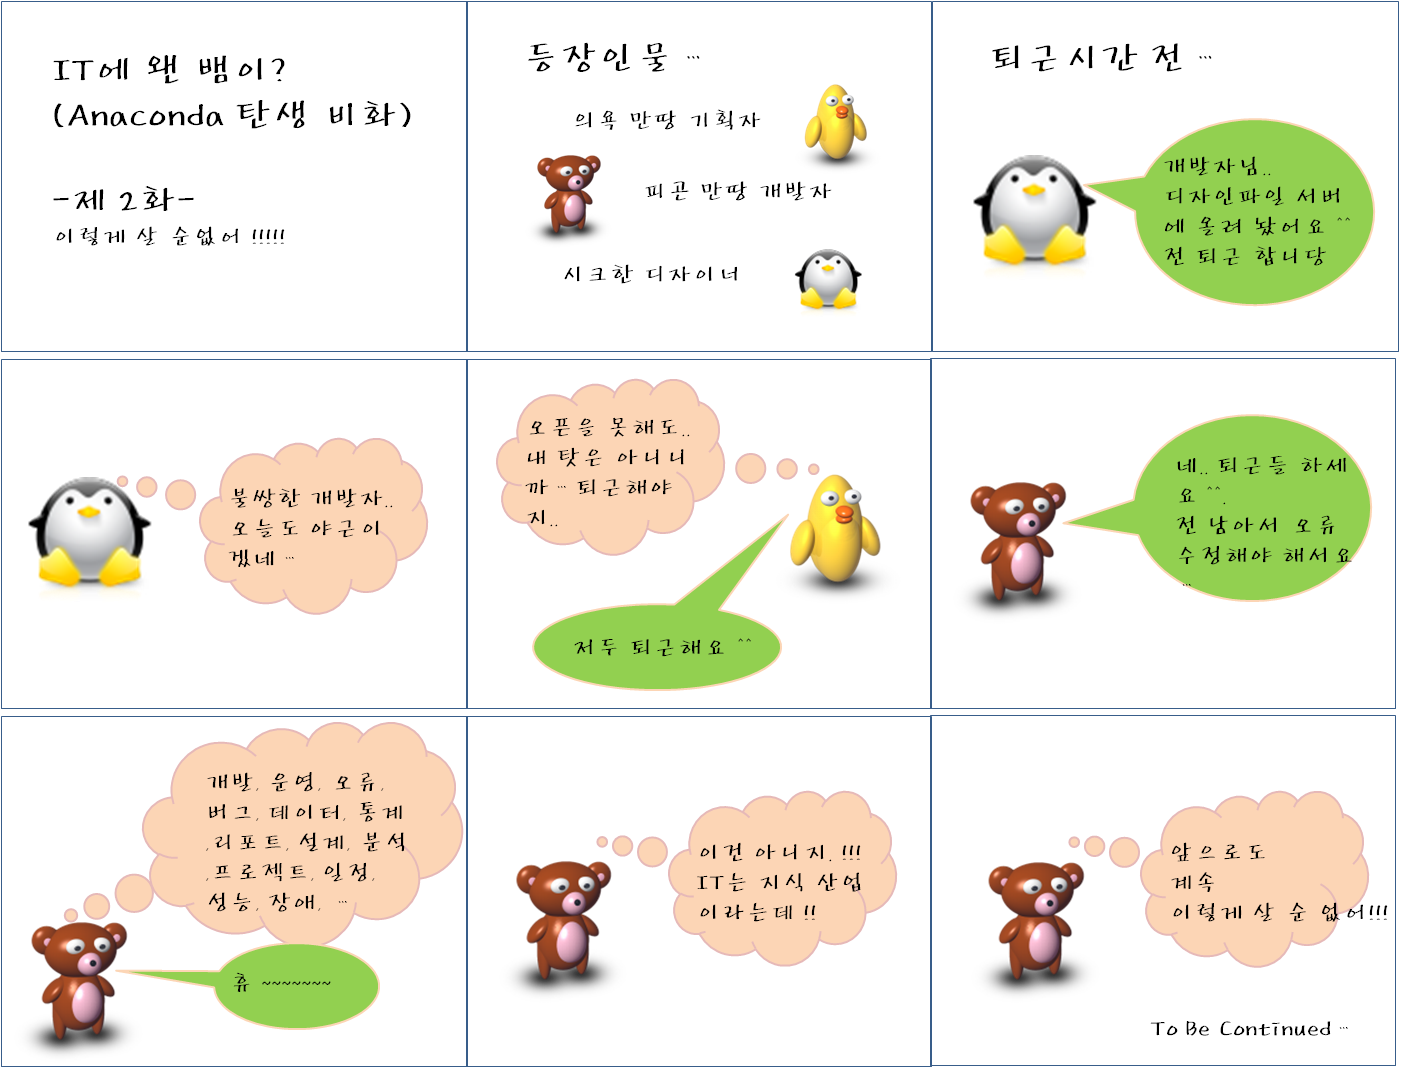 IT에 왠 뱀이?
(Anaconda 탄생 비화)
-제 2화-
이렇게 살 순없어 !!!!!
등장인물 …
의욕 만땅 기획자
피곤 만땅 개발자
시크한 디자이너
퇴근시간 전 …
개발자님..
디자인파일 서버
에 올려 놨어요 ^^
전 퇴근 합니당
불쌍한 개발자..
오늘도 야근이
겠네 …
오픈을 못해도..
내 탓은 아니니
까 … 퇴근해야
지..
저두 퇴근해요 ^^
네.. 퇴근들 하세
요 ^^.
전 남아서 오류
수정해야 해서요
…
개발, 운영, 오류,
버그, 데이터, 통계
,리포트, 설계, 분석
,프로젝트, 일정,
성능, 장애, …
휴 ~~~~~~~
이건 아니지. !!!
IT는 지식 산업
이라는데 !!
앞으로도
계속
이렇게 살 순 없어!!!
To Be Continued …